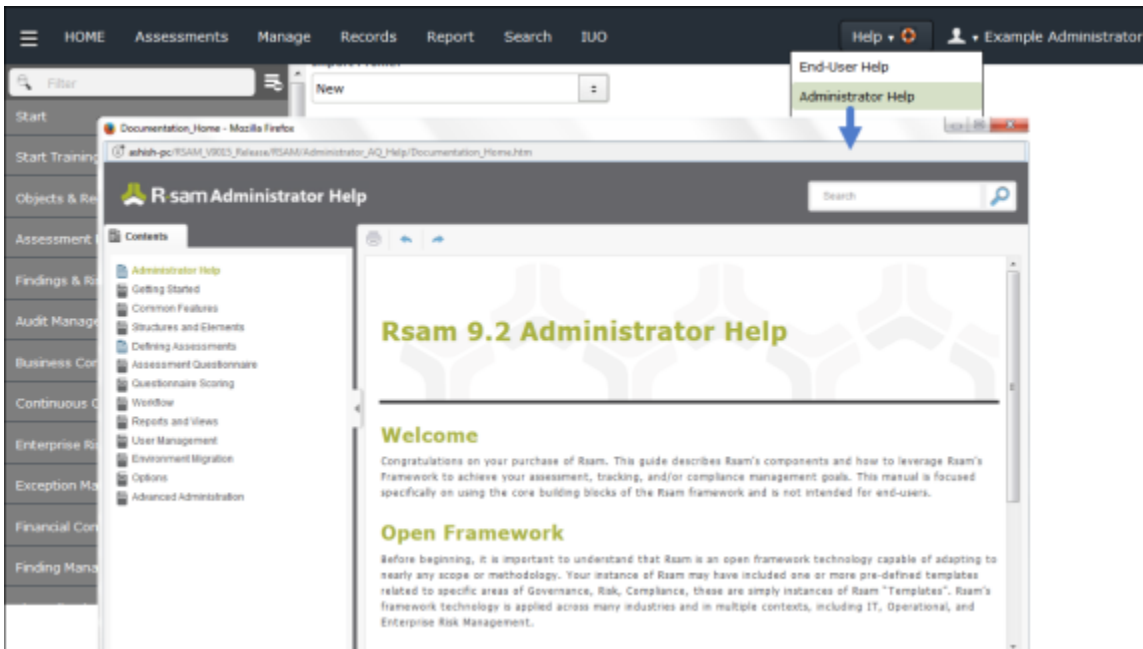 HOME Assessments Manage Records Report Search IUO Help Example Administrator
Filter
New
End-User Help
Administrator Help
Start
Start Training
Objects & Re
Assessment
Findings & Ri
Audit Manage
Business Con
Continuous C
Enterprise Ris
Exception Ma
Financial Con
Finding Mana
Documentation_Home - Mozilla Firefox
ashish-pc/RSAM_V9015_Release/RSAM/Administrator_AQ_Help/Documentation_Home.htm
Rsam Administrator Help
Search
Contents
Administrator Help
Getting Started
Common Features
Structures and Elements
Defining Assessments
Assessment Questionnaire
Questionnaire Scoring
Workflow
Reports and Views
User Management
Environment Migration
Options
Advanced Administration
Rsam 9.2 Administrator Help
Welcome
Congratulations on your purchase of Rsam. This guide describes Rsam's components and how to leverage Rsam's
Framework to achieve your assessment, tracking, and/or compliance management goals. This manual is focused
specifically on using the core building blocks of the Rsam framework and is not intended for end-users.
Open Framework
Before beginning, it is important to understand that Rsam is an open framework technology capable of adapting to
nearly any scope or methodology. Your instance of Rsam may have included one or more pre-defined templates
related to specific areas of Governance, Risk, Compliance, these are simply instances of Rsam "Templates". Rsam's
framework technology is applied across many industries and in multiple contexts, including IT, Operational, and
Enterprise Risk Management.